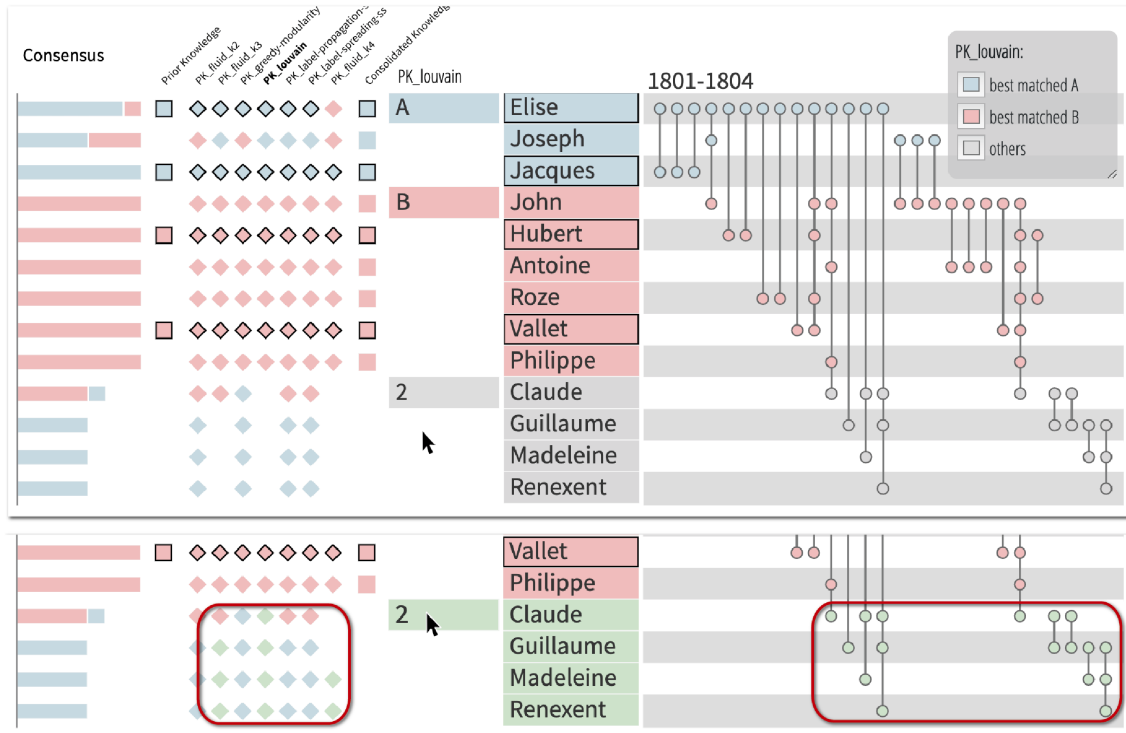 Consensus
Prior Knowledge
PK_fluid_k2
PK_fluid_k3
PK_greedy-modularity
PK_louvain
PK_label-propagation-
PK_label-spreading-ss
PK_fluid_k4
Consolidated Knowledg
PK_louvain
1801-1804
PK_louvain:
best matched A
best matched B
others
A Elise
Joseph
Jacques
B John
Hubert
Antoine
Roze
Vallet
Philippe
2 Claude
Guillaume
Madeleine
Renexent
Vallet
Philippe
2 Claude
Guillaume
Madeleine
Renexent